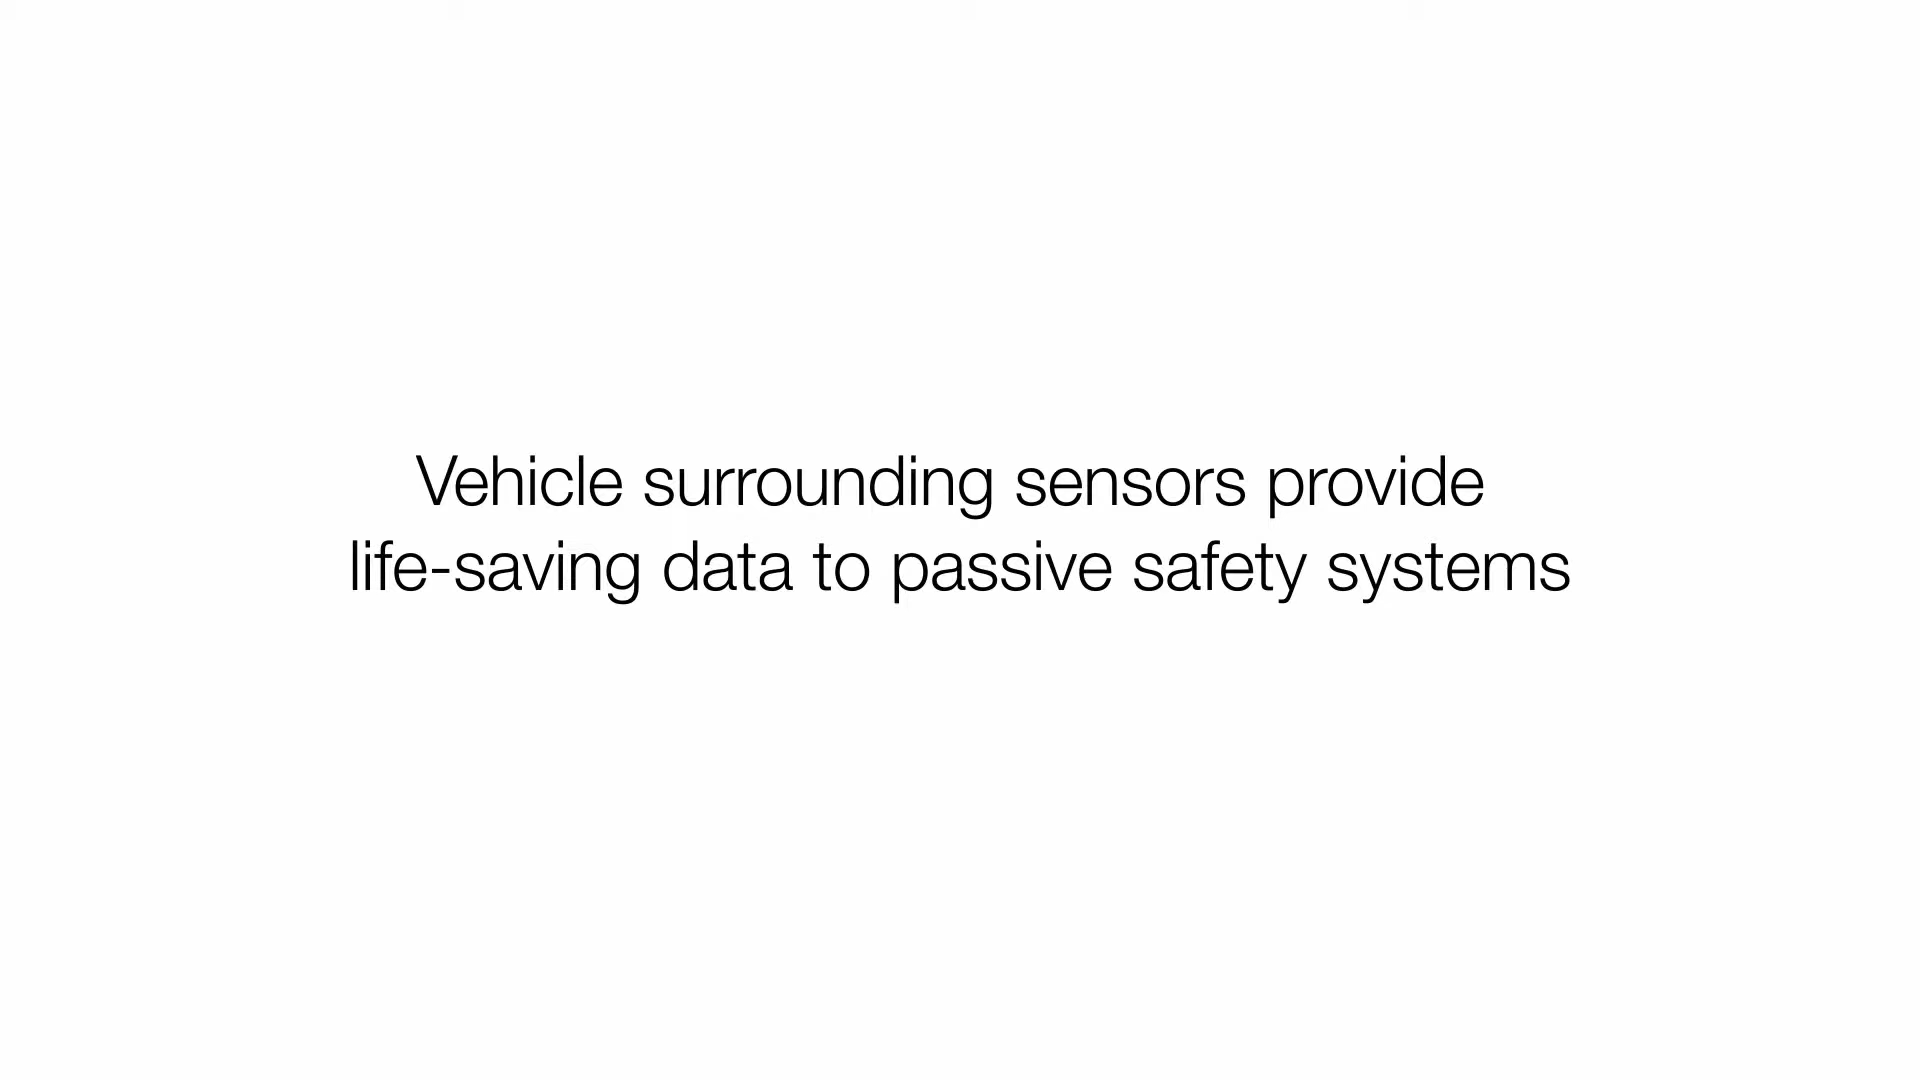 Vehicle surrounding sensors provide
life-saving data to passive safety systems